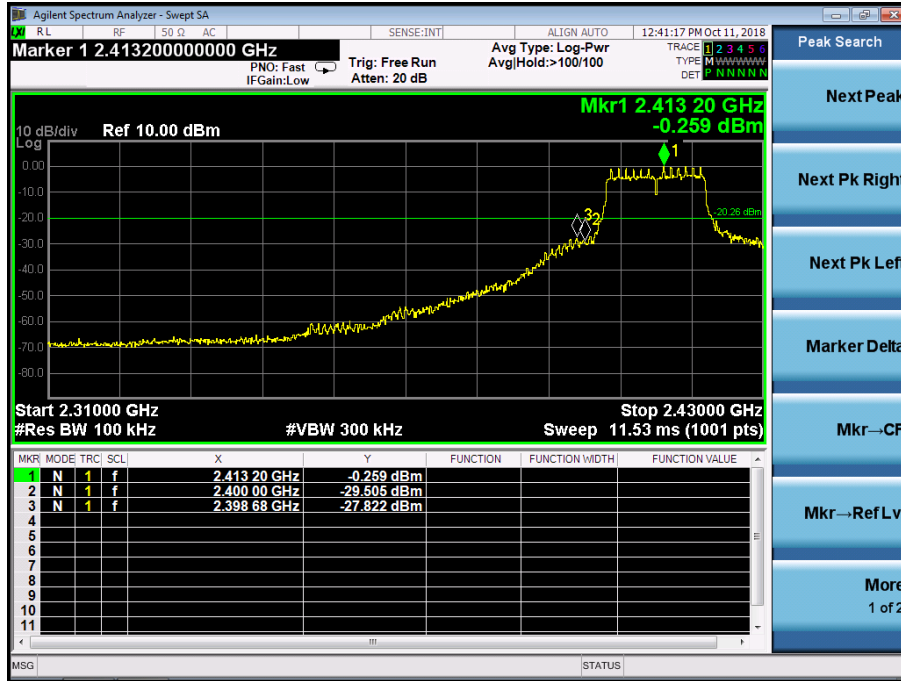 Agilent Spectrum Analyzer - Swept SA
LXI RL RF 50 Ω AC SENSE:INT ALIGN AUTO 12:41:17 PM Oct 11, 2018
Marker 1 2.413200000000 GHz
PNO: Fast
IFGain:Low
Trig: Free Run
Atten: 20 dB
Avg Type: Log-Pwr
Avg|Hold:>100/100
TRACE 1 2 3 4 5 6
TYPE M WWWWW
DET P N N N N N
Mkr1 2.413 20 GHz
-0.259 dBm
10 dB/div Ref 10.00 dBm
Log
1
0.00
-10.0
-20.0
-20.26 dBm
3 2
-30.0
-40.0
-50.0
-60.0
-70.0
-80.0
Start 2.31000 GHz Stop 2.43000 GHz
#Res BW 100 kHz #VBW 300 kHz Sweep 11.53 ms (1001 pts)
MKR MODE TRC SCL X Y FUNCTION FUNCTION WIDTH FUNCTION VALUE
1 N 1 f 2.413 20 GHz -0.259 dBm
2 N 1 f 2.400 00 GHz -29.505 dBm
3 N 1 f 2.398 68 GHz -27.822 dBm
4
5
6
7
8
9
10
11
MSG STATUS
Peak Search
Next Peak
Next Pk Right
Next Pk Left
Marker Delta
Mkr→CF
Mkr→Ref Lv
More
1 of 2